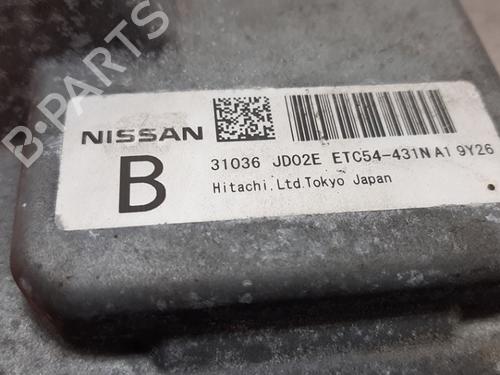 B-PARTS
NISSAN
B
31036 JD02E ETC54-431N A1 9Y26
Hitachi.Ltd.Tokyo Japan